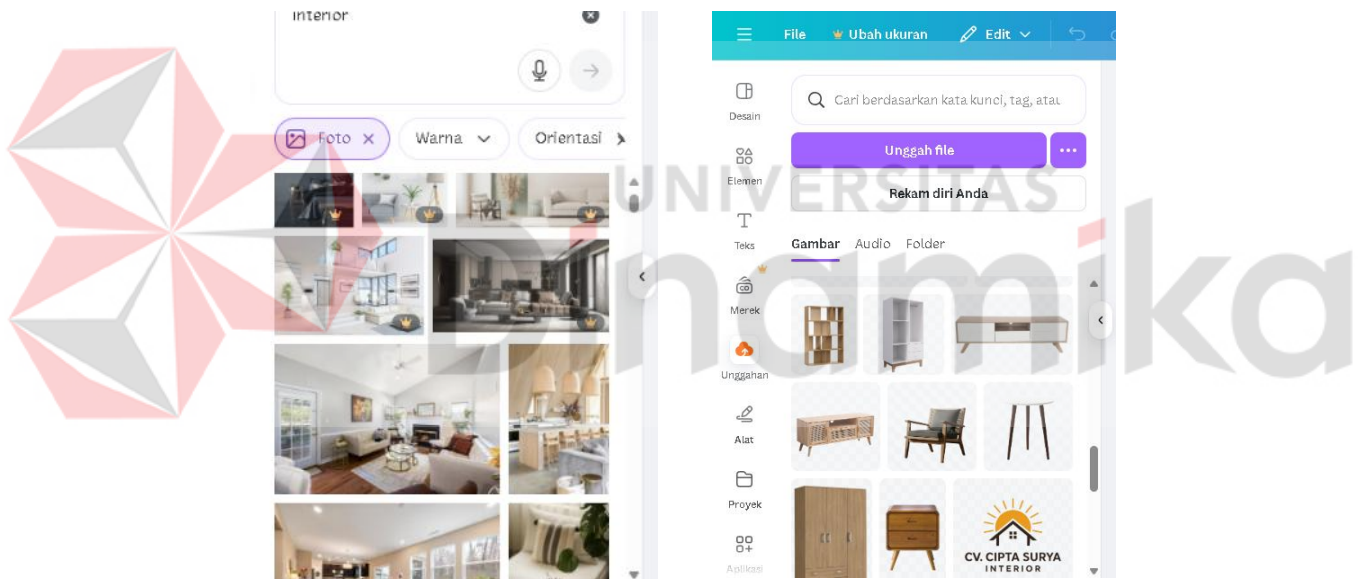 interior
Foto
Warna
Orientasi
File
Ubah ukuran
Edit
Desain
Elemen
Teks
Merek
Unggahan
Alat
Proyek
Aplikasi
Cari berdasarkan kata kunci, tag, atau
Unggah file
Rekam diri Anda
Gambar Audio Folder
CV. CIPTA SURYA
INTERIOR
UNIVERSITAS
Dinamika